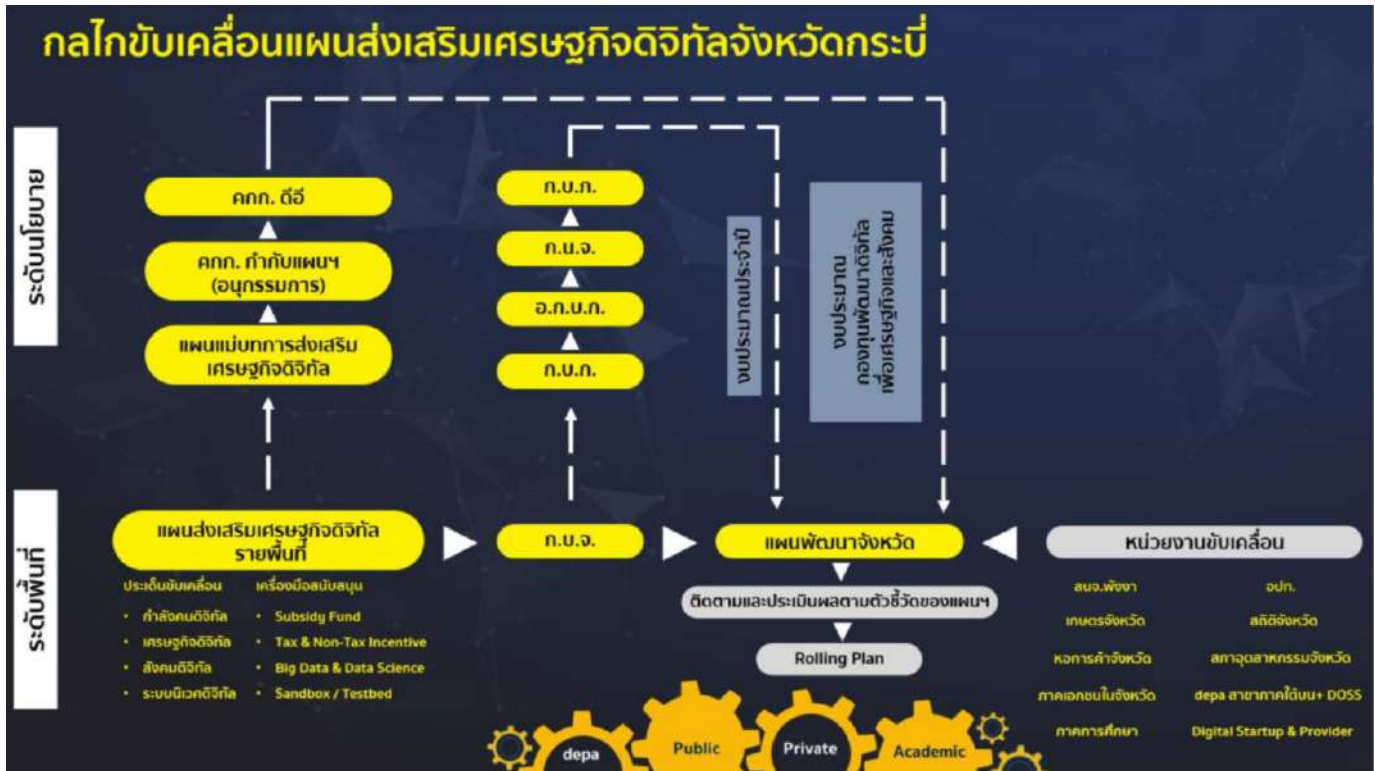 กลไกขับเคลื่อนแผนส่งเสริมเศรษฐกิจดิจิทัลจังหวัดกระบี่
ระดับนโยบาย
คกก. ดีอี
คกก. กำกับแผนฯ
(อนุกรรมการ)
แผนแม่บทการส่งเสริม
เศรษฐกิจดิจิทัล
ก.บ.ก.
ก.น.จ.
อ.ก.บ.ก.
ก.บ.ก.
งบประมาณประจำปี
งบประมาณ
กองทุนพัฒนาดิจิทัล
เพื่อเศรษฐกิจและสังคม
ระดับพื้นที่
แผนส่งเสริมเศรษฐกิจดิจิทัล
รายพื้นที่
ก.บ.จ.
แผนพัฒนาจังหวัด
หน่วยงานขับเคลื่อน
ประเด็นขับเคลื่อน
• กำลังคนดิจิทัล
• เศรษฐกิจดิจิทัล
• สังคมดิจิทัล
• ระบบนิเวศดิจิทัล
เครื่องมือสนับสนุน
• Subsidy Fund
• Tax & Non-Tax Incentive
• Big Data & Data Science
• Sandbox / Testbed
ติดตามและประเมินผลตามตัวชี้วัดของแผนฯ
Rolling Plan
สนจ.พังงา
เกษตรจังหวัด
หอการค้าจังหวัด
ภาคเอกชนในจังหวัด
ภาคการศึกษา
อปท.
สถิติจังหวัด
สภาอุตสาหกรรมจังหวัด
depa สาขาภาคใต้บน+ DOSS
Digital Startup & Provider
depa
Public
Private
Academic